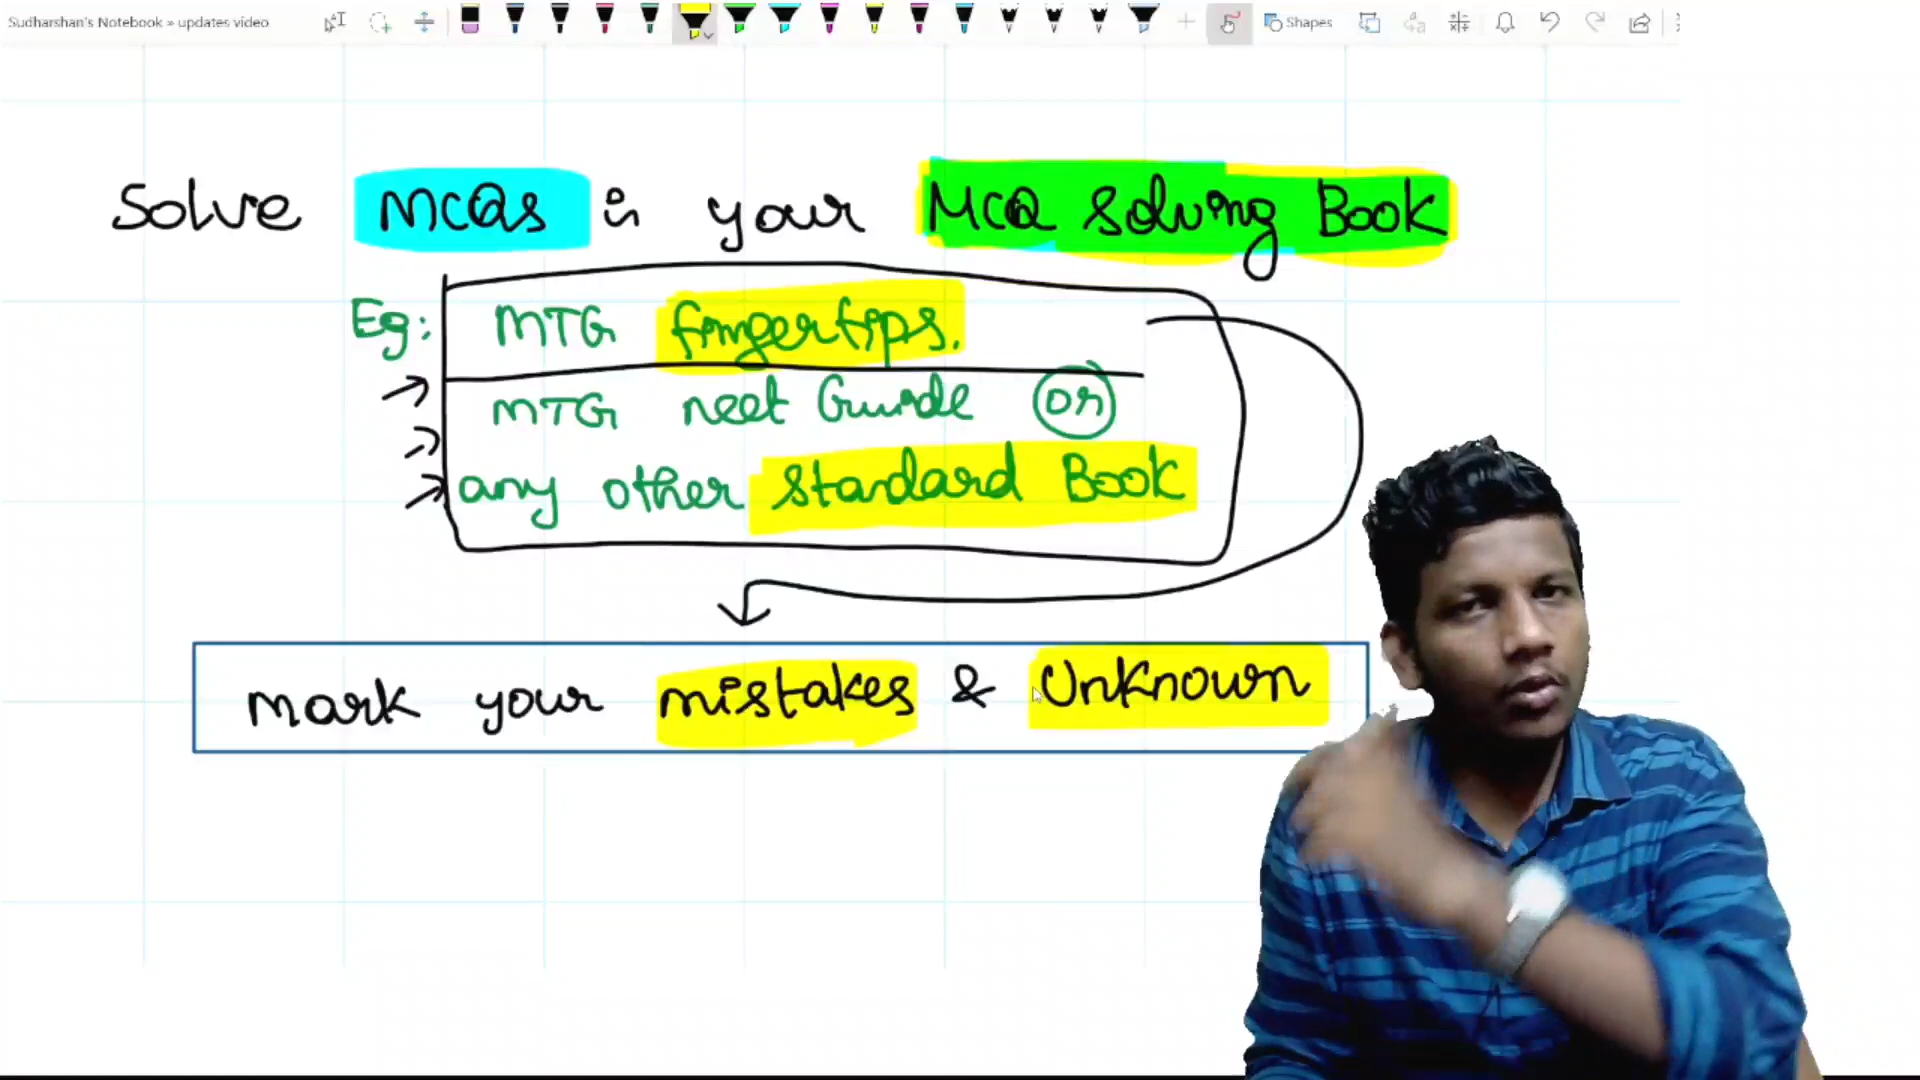 Sudharshan's Notebook » updates video
Shapes
Solve MCQs in your MCQ Solving Book
Eg: MTG fingertips.
MTG neet Guide or
any other standard Book
mark your mistakes & Unknown